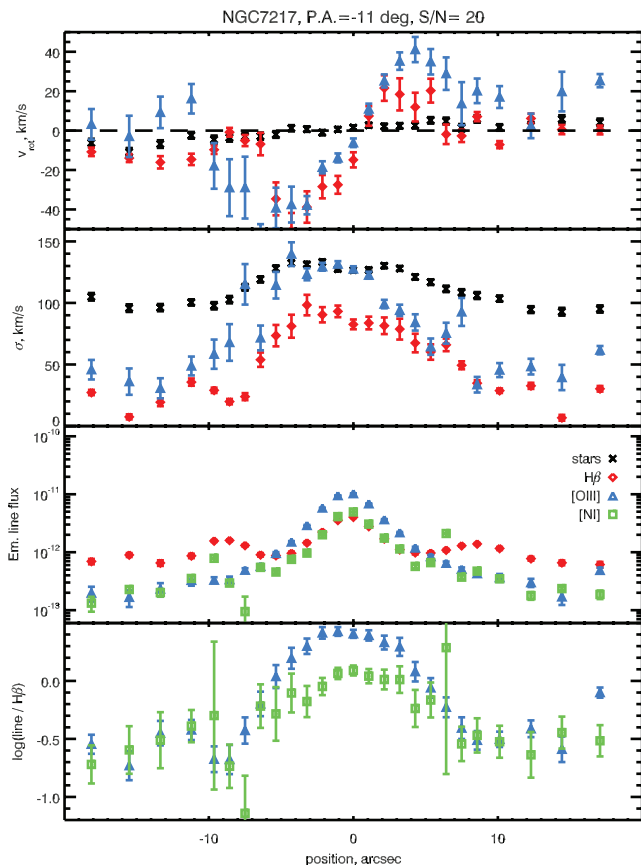 NGC7217, P.A.=-11 deg, S/N= 20
v_rot, km/s
40
20
0
-20
-40
σ, km/s
150
100
50
0
Em. line flux
10⁻¹⁰
10⁻¹¹
10⁻¹²
10⁻¹³
stars
Hβ
[OIII]
[NI]
log(line / Hβ)
0.0
-0.5
-1.0
-10
0
10
position, arcsec